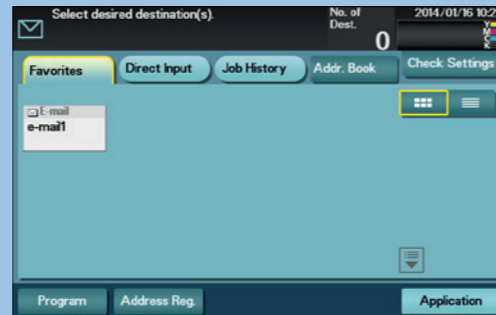 Select desired destination(s).
No. of
Dest.
0
2014/01/16 10:2
Y
M
C
K
Favorites
Direct Input
Job History
Addr. Book
Check Settings
E-mail
e-mail1
Program
Address Reg.
Application